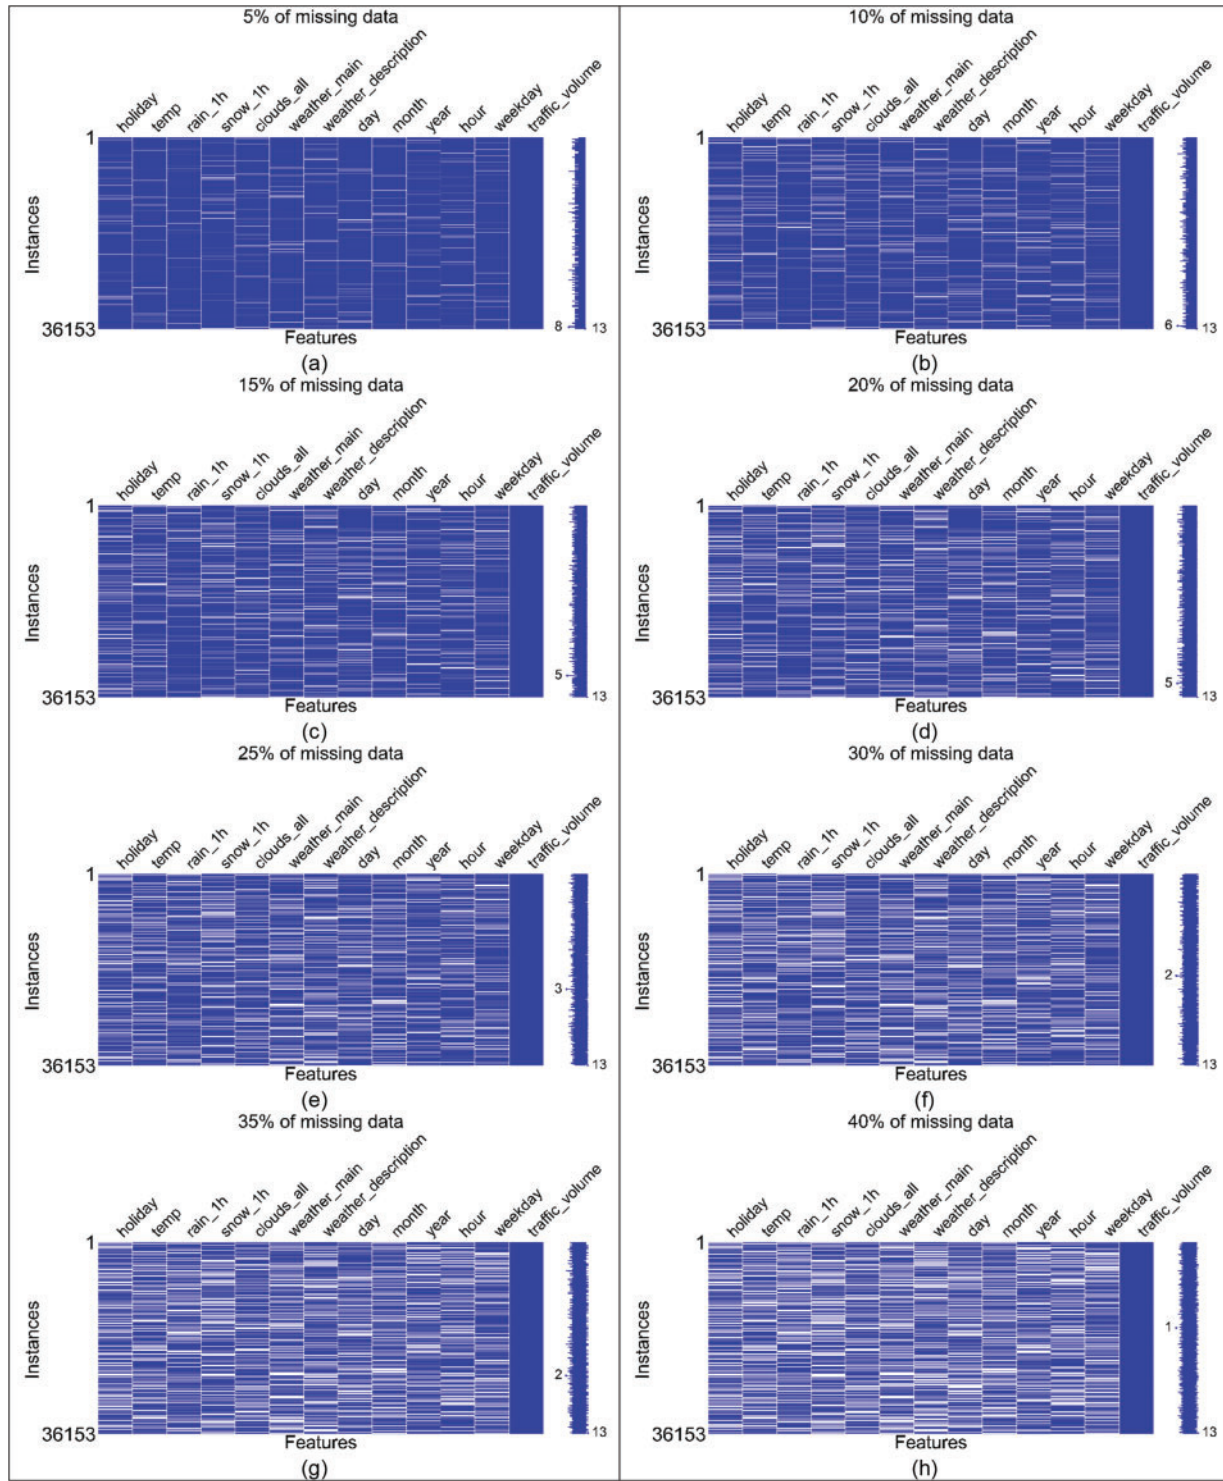 5% of missing data
holiday temp rain_1h snow_1h clouds_all weather_main weather_description day month year hour weekday traffic_volume
1
Instances
36153
8 13
Features
(a)
10% of missing data
holiday temp rain_1h snow_1h clouds_all weather_main weather_description day month year hour weekday traffic_volume
1
Instances
36153
6 13
Features
(b)
15% of missing data
holiday temp rain_1h snow_1h clouds_all weather_main weather_description day month year hour weekday traffic_volume
1
Instances
36153
5 13
Features
(c)
20% of missing data
holiday temp rain_1h snow_1h clouds_all weather_main weather_description day month year hour weekday traffic_volume
1
Instances
36153
5 13
Features
(d)
25% of missing data
holiday temp rain_1h snow_1h clouds_all weather_main weather_description day month year hour weekday traffic_volume
1
Instances
36153
3 13
Features
(e)
30% of missing data
holiday temp rain_1h snow_1h clouds_all weather_main weather_description day month year hour weekday traffic_volume
1
Instances
36153
2 13
Features
(f)
35% of missing data
holiday temp rain_1h snow_1h clouds_all weather_main weather_description day month year hour weekday traffic_volume
1
Instances
36153
2 13
Features
(g)
40% of missing data
holiday temp rain_1h snow_1h clouds_all weather_main weather_description day month year hour weekday traffic_volume
1
Instances
36153
1 13
Features
(h)